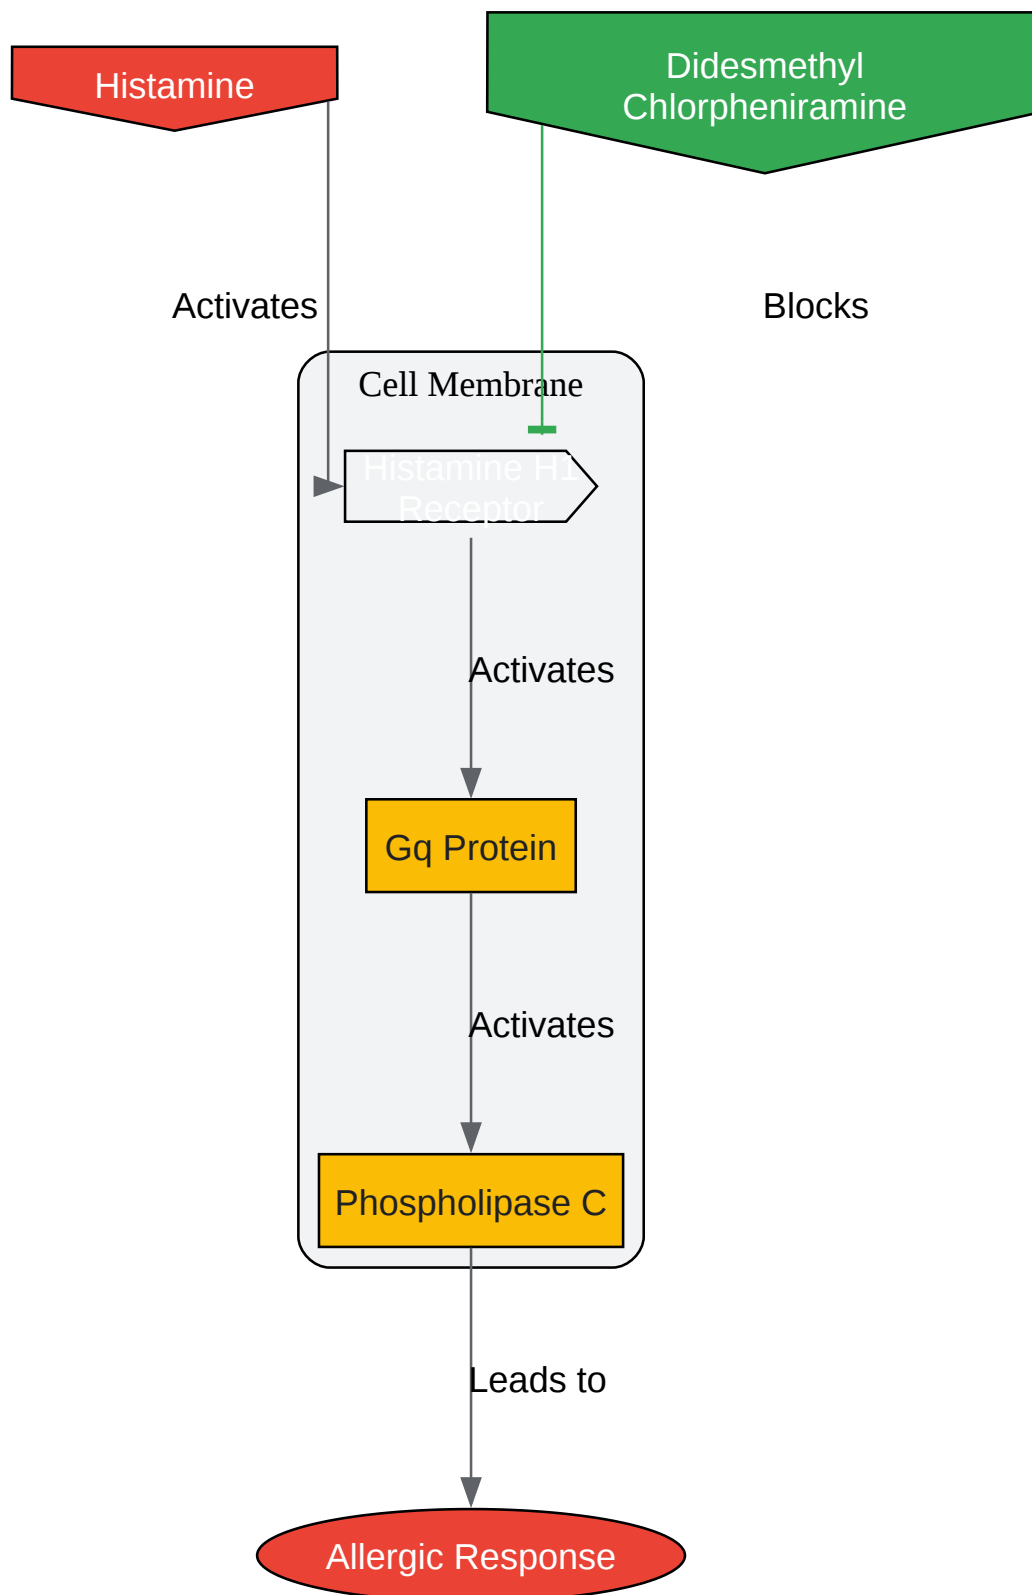 Histamine
Didesmethyl
Chlorpheniramine
Activates
Blocks
Cell Membrane
Histamine H1
Receptor
Activates
Gq Protein
Activates
Phospholipase C
Leads to
Allergic Response